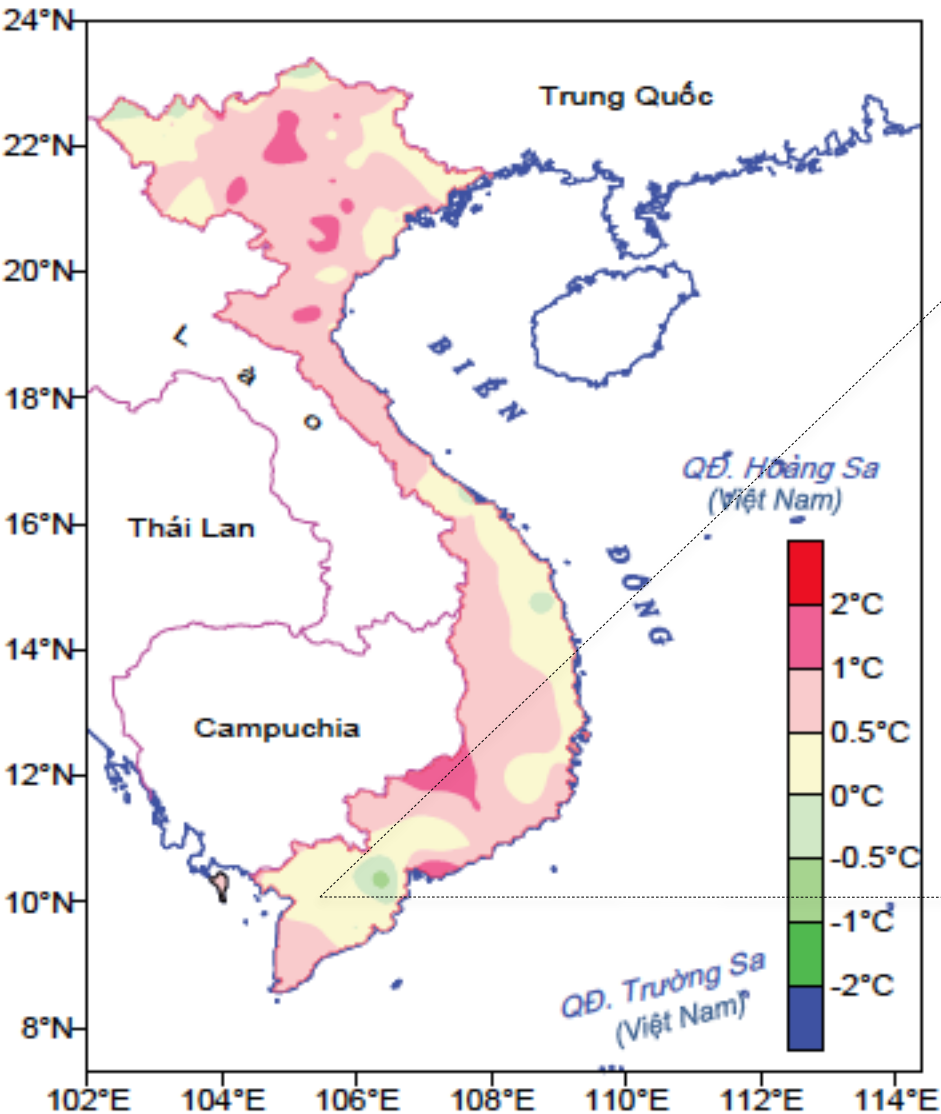 24°N
22°N
20°N
18°N
16°N
14°N
12°N
10°N
8°N
102°E
104°E
106°E
108°E
110°E
112°E
114°E
Trung Quốc
Lào
Thái Lan
Campuchia
BIỂN
ĐÔNG
QĐ. Hoàng Sa
(Việt Nam)
QĐ. Trường Sa
(Việt Nam)
2°C
1°C
0.5°C
0°C
-0.5°C
-1°C
-2°C